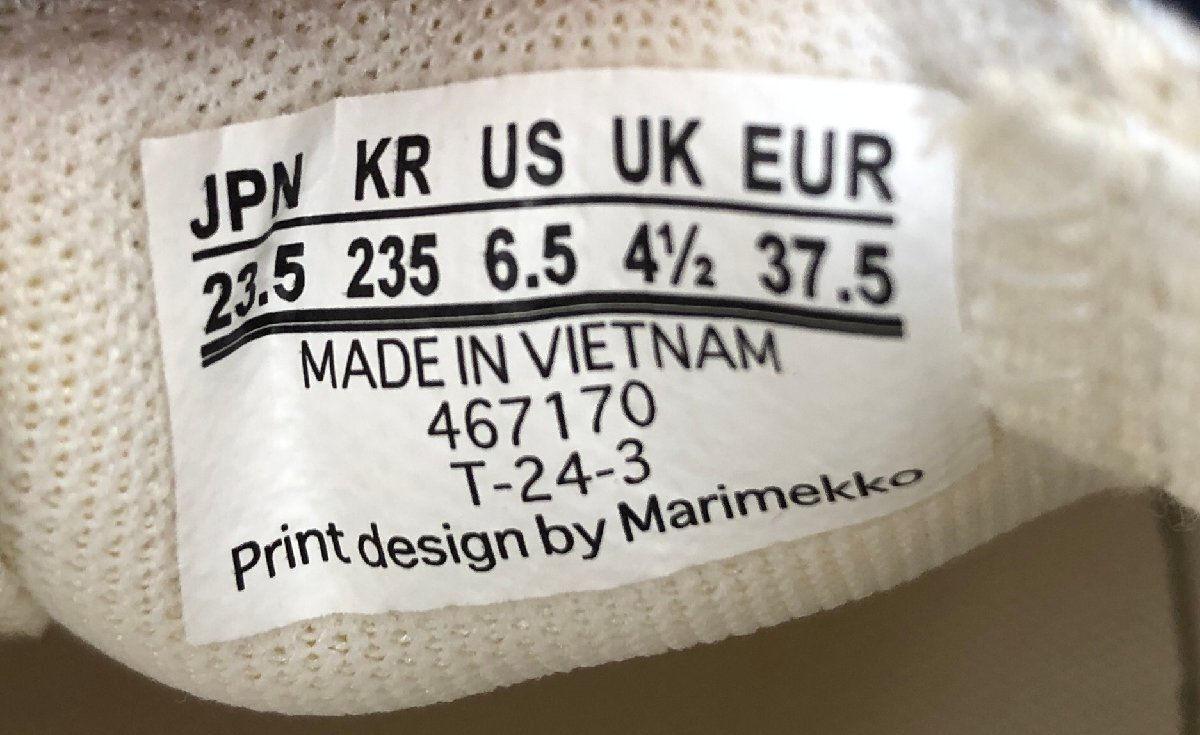 JPN KR US UK EUR
23.5 235 6.5 4½ 37.5
MADE IN VIETNAM
467170
T-24-3
Print design by Marimekko